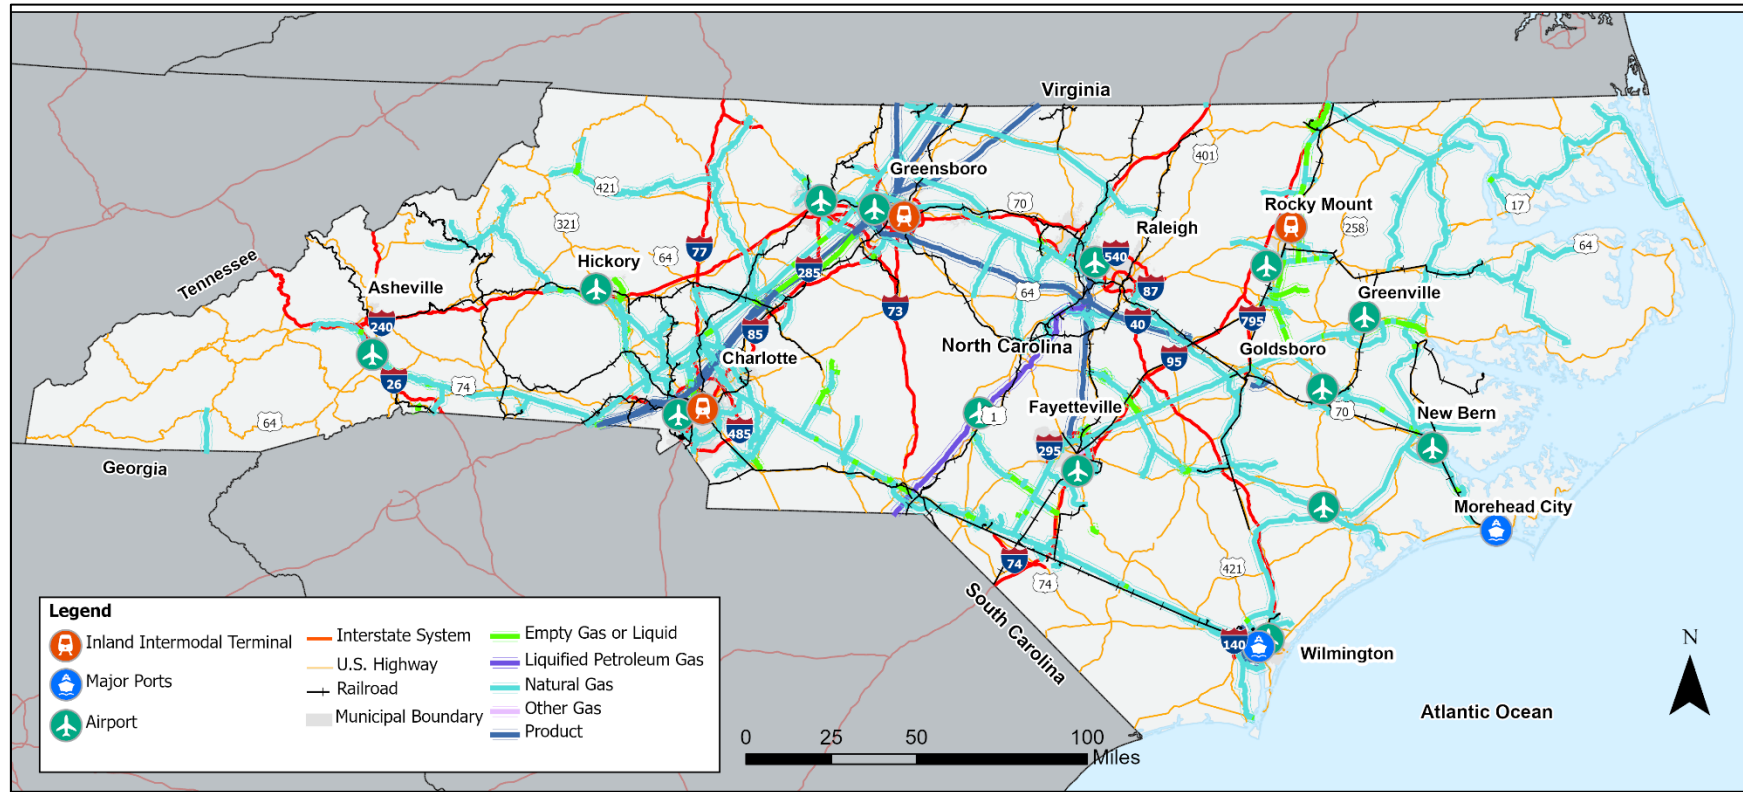 Virginia
Greensboro
401
421
70
Rocky Mount
17
321
Raleigh
258
Tennessee
Hickory
64
77
540
64
285
Asheville
87
64
Greenville
240
85
73
40
795
North Carolina
95
Goldsboro
Charlotte
26
74
Fayetteville
1
70
New Bern
64
485
295
Georgia
Morehead City
74
74
421
South Carolina
140
Wilmington
Atlantic Ocean
N
Legend
Inland Intermodal Terminal
Major Ports
Airport
Interstate System
U.S. Highway
Railroad
Municipal Boundary
Empty Gas or Liquid
Liquified Petroleum Gas
Natural Gas
Other Gas
Product
0 25 50 100
Miles